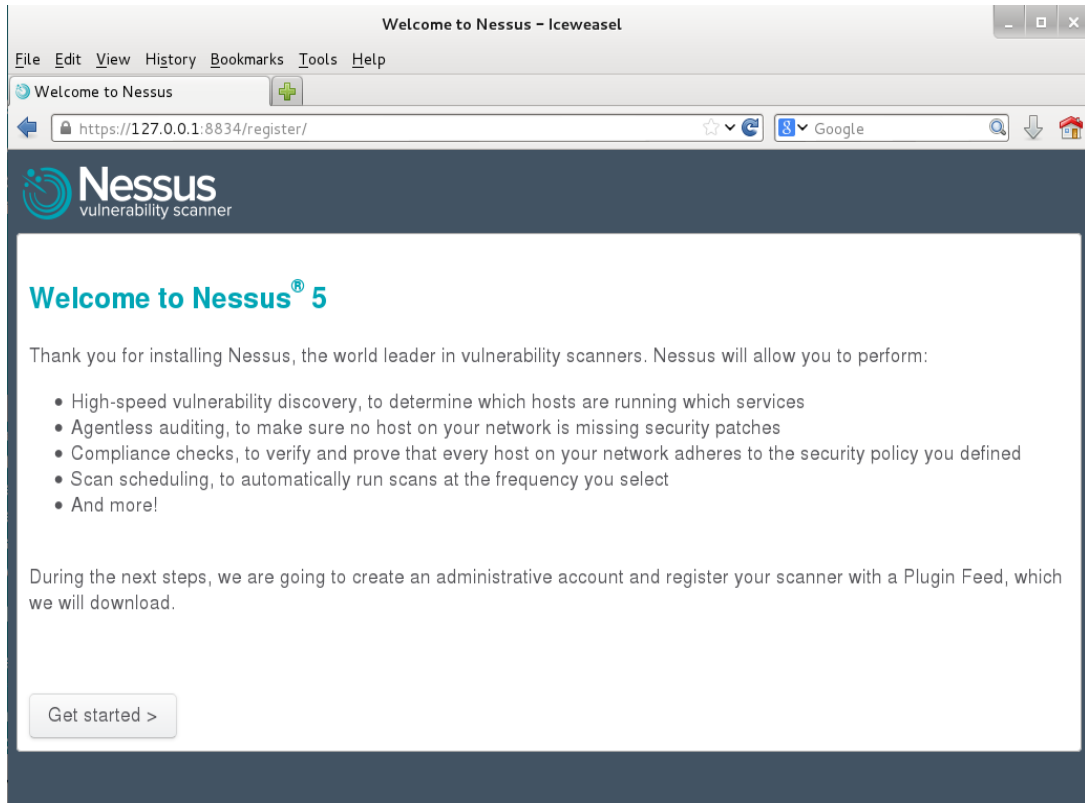 Welcome to Nessus – Iceweasel
File Edit View History Bookmarks Tools Help
Welcome to Nessus
https://127.0.0.1:8834/register/
8 Google
Nessus
vulnerability scanner
Welcome to Nessus® 5
Thank you for installing Nessus, the world leader in vulnerability scanners. Nessus will allow you to perform:
• High-speed vulnerability discovery, to determine which hosts are running which services
• Agentless auditing, to make sure no host on your network is missing security patches
• Compliance checks, to verify and prove that every host on your network adheres to the security policy you defined
• Scan scheduling, to automatically run scans at the frequency you select
• And more!
During the next steps, we are going to create an administrative account and register your scanner with a Plugin Feed, which
we will download.
Get started >